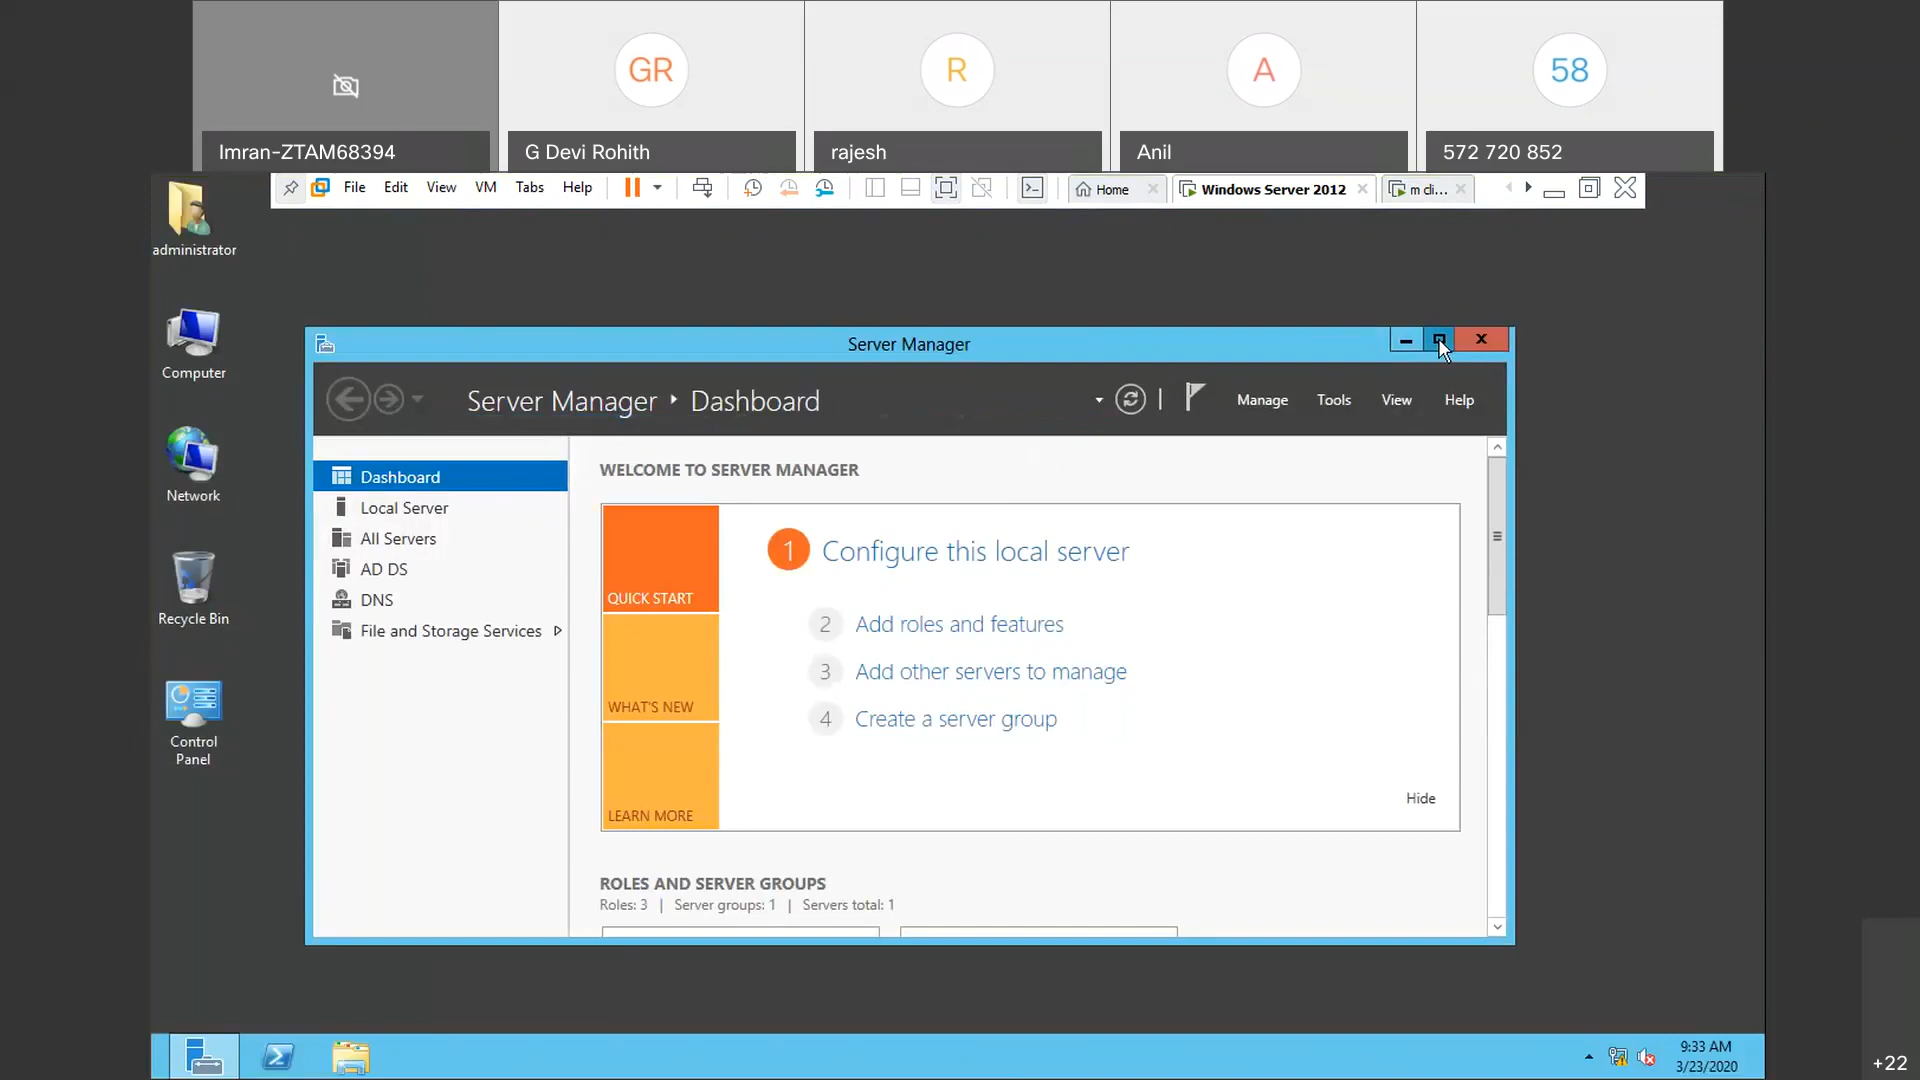 GR
R
A
58
Imran-ZTAM68394
G Devi Rohith
rajesh
Anil
572 720 852
File Edit View VM Tabs Help
Home
Windows Server 2012
m cli...
administrator
Computer
Network
Recycle Bin
Control
Panel
Server Manager
Server Manager Dashboard
Manage Tools View Help
Dashboard
Local Server
All Servers
AD DS
DNS
File and Storage Services
WELCOME TO SERVER MANAGER
QUICK START
WHAT'S NEW
LEARN MORE
1 Configure this local server
2 Add roles and features
3 Add other servers to manage
4 Create a server group
Hide
ROLES AND SERVER GROUPS
Roles: 3 | Server groups: 1 | Servers total: 1
9:33 AM
3/23/2020
+22